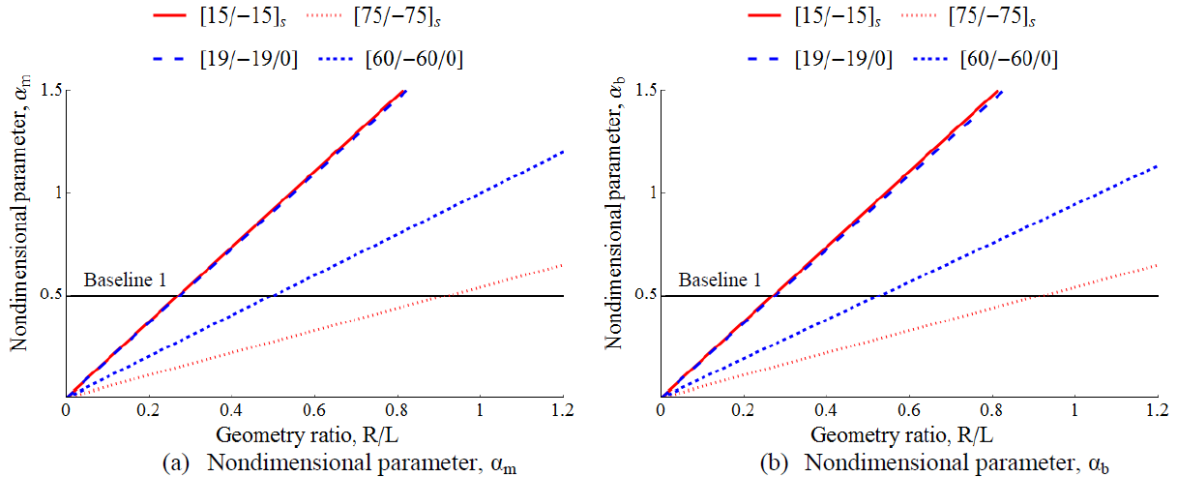 [15/−15]s [75/−75]s
[19/−19/0] [60/−60/0]
Nondimensional parameter, αm
1.5
1
0.5
0
Baseline 1
0 0.2 0.4 0.6 0.8 1 1.2
Geometry ratio, R/L
(a) Nondimensional parameter, αm
[15/−15]s [75/−75]s
[19/−19/0] [60/−60/0]
Nondimensional parameter, αb
1.5
1
0.5
0
Baseline 1
0 0.2 0.4 0.6 0.8 1 1.2
Geometry ratio, R/L
(b) Nondimensional parameter, αb